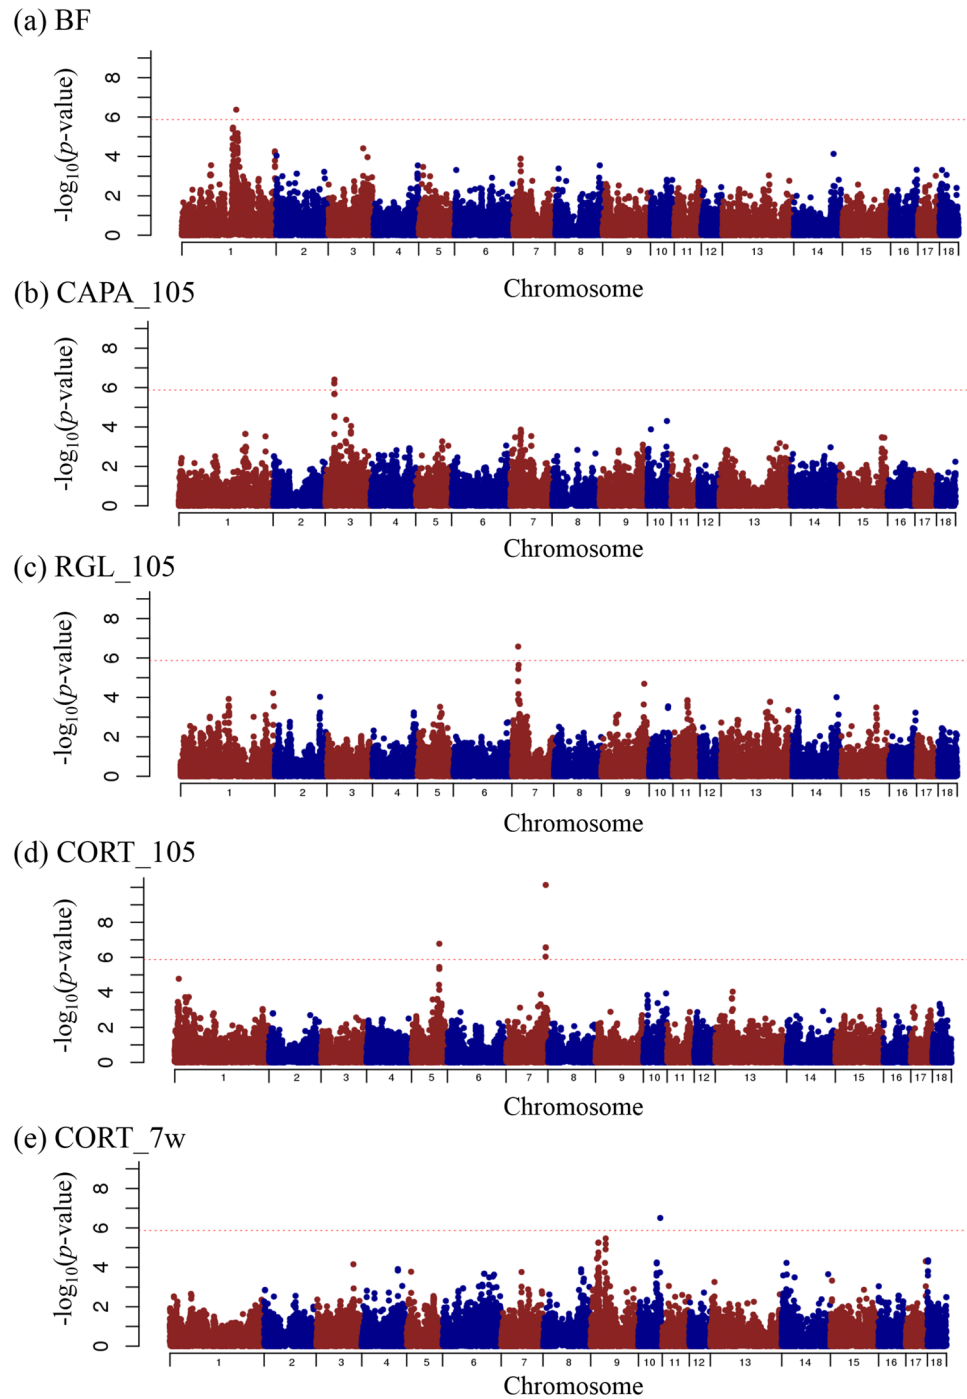 (a) BF
-log10(p-value)
0 2 4 6 8
1 2 3 4 5 6 7 8 9 10 11 12 13 14 15 16 17 18
Chromosome
(b) CAPA_105
-log10(p-value)
0 2 4 6 8
1 2 3 4 5 6 7 8 9 10 11 12 13 14 15 16 17 18
Chromosome
(c) RGL_105
-log10(p-value)
0 2 4 6 8
1 2 3 4 5 6 7 8 9 10 11 12 13 14 15 16 17 18
Chromosome
(d) CORT_105
-log10(p-value)
0 2 4 6 8
1 2 3 4 5 6 7 8 9 10 11 12 13 14 15 16 17 18
Chromosome
(e) CORT_7w
-log10(p-value)
0 2 4 6 8
1 2 3 4 5 6 7 8 9 10 11 12 13 14 15 16 17 18
Chromosome